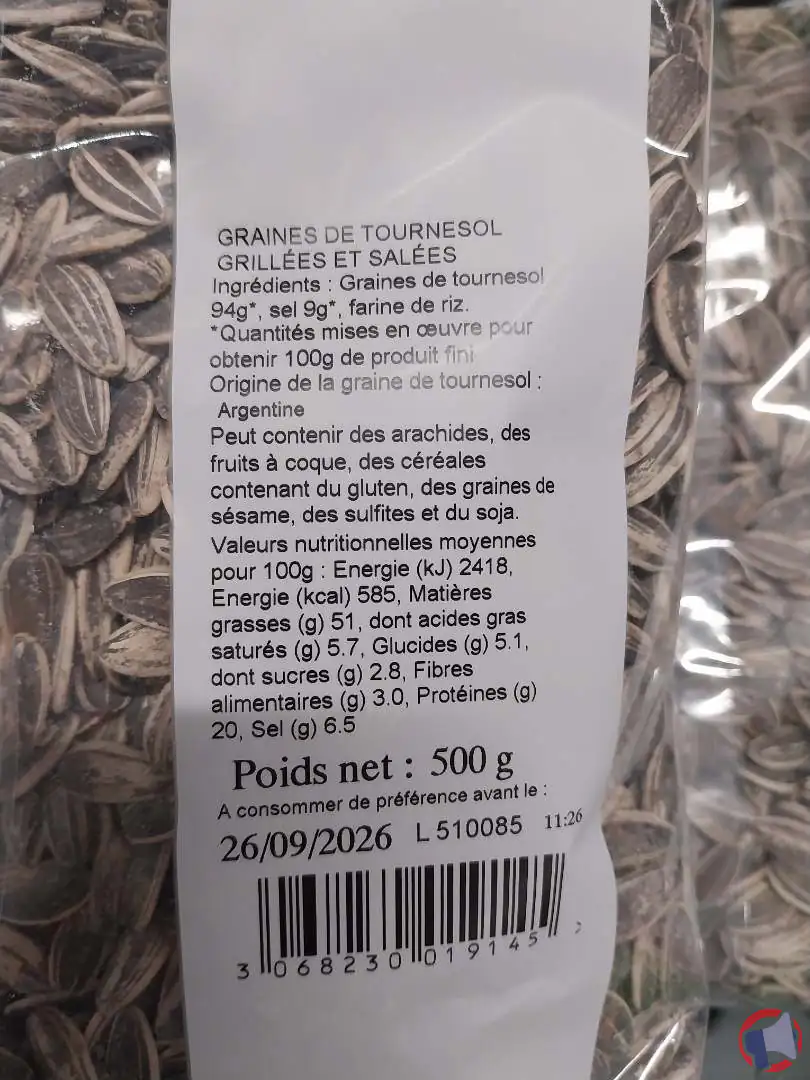 GRAINES DE TOURNESOL
GRILLÉES ET SALÉES
Ingrédients : Graines de tournesol
94g*, sel 9g*, farine de riz.
*Quantités mises en œuvre pour
obtenir 100g de produit fini
Origine de la graine de tournesol :
Argentine
Peut contenir des arachides, des
fruits à coque, des céréales
contenant du gluten, des graines de
sésame, des sulfites et du soja.
Valeurs nutritionnelles moyennes
pour 100g : Energie (kJ) 2418,
Energie (kcal) 585, Matières
grasses (g) 51, dont acides gras
saturés (g) 5.7, Glucides (g) 5.1,
dont sucres (g) 2.8, Fibres
alimentaires (g) 3.0, Protéines (g)
20, Sel (g) 6.5
Poids net : 500 g
A consommer de préférence avant le :
26/09/2026 L 510085 11:26
3 068230 019145 >